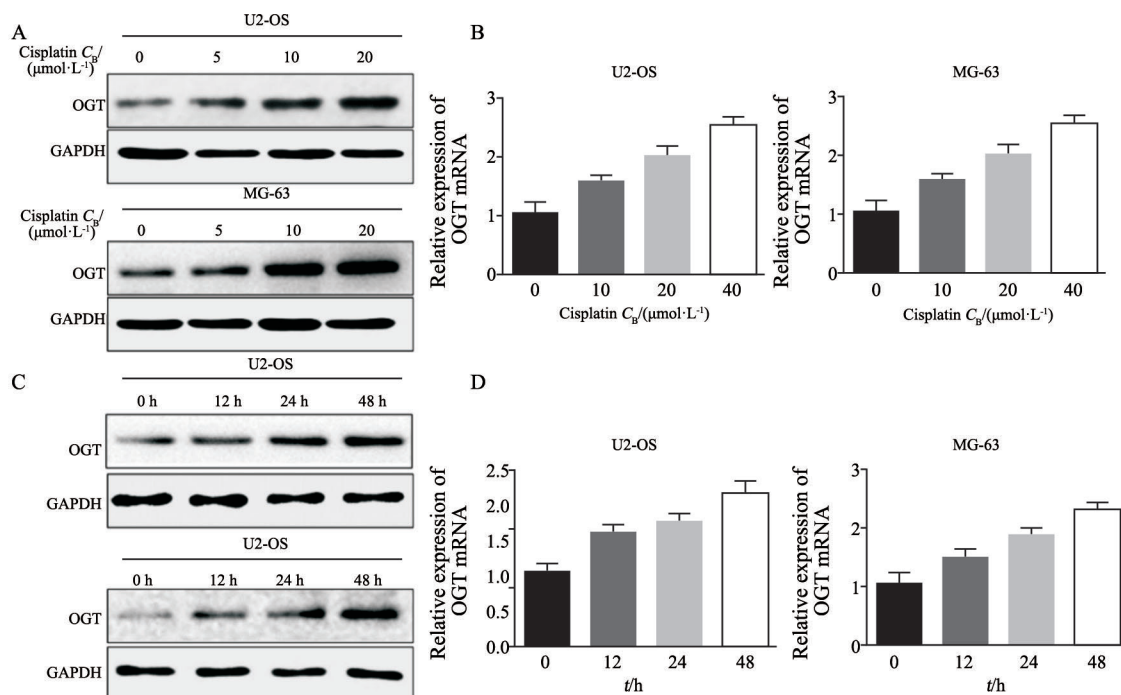 A
U2-OS
Cisplatin CB/
(μmol·L-1)
0 5 10 20
OGT
GAPDH
MG-63
Cisplatin CB/
(μmol·L-1)
0 5 10 20
OGT
GAPDH
B
U2-OS
Relative expression of
OGT mRNA
3
2
1
0
0 10 20 40
Cisplatin CB/(μmol·L-1)
MG-63
Relative expression of
OGT mRNA
3
2
1
0
0 10 20 40
Cisplatin CB/(μmol·L-1)
C
U2-OS
0 h 12 h 24 h 48 h
OGT
GAPDH
U2-OS
0 h 12 h 24 h 48 h
OGT
GAPDH
D
U2-OS
Relative expression of
OGT mRNA
2.5
2.0
1.5
1.0
0.5
0.0
0 12 24 48
t/h
MG-63
Relative expression of
OGT mRNA
3
2
1
0
0 12 24 48
t/h